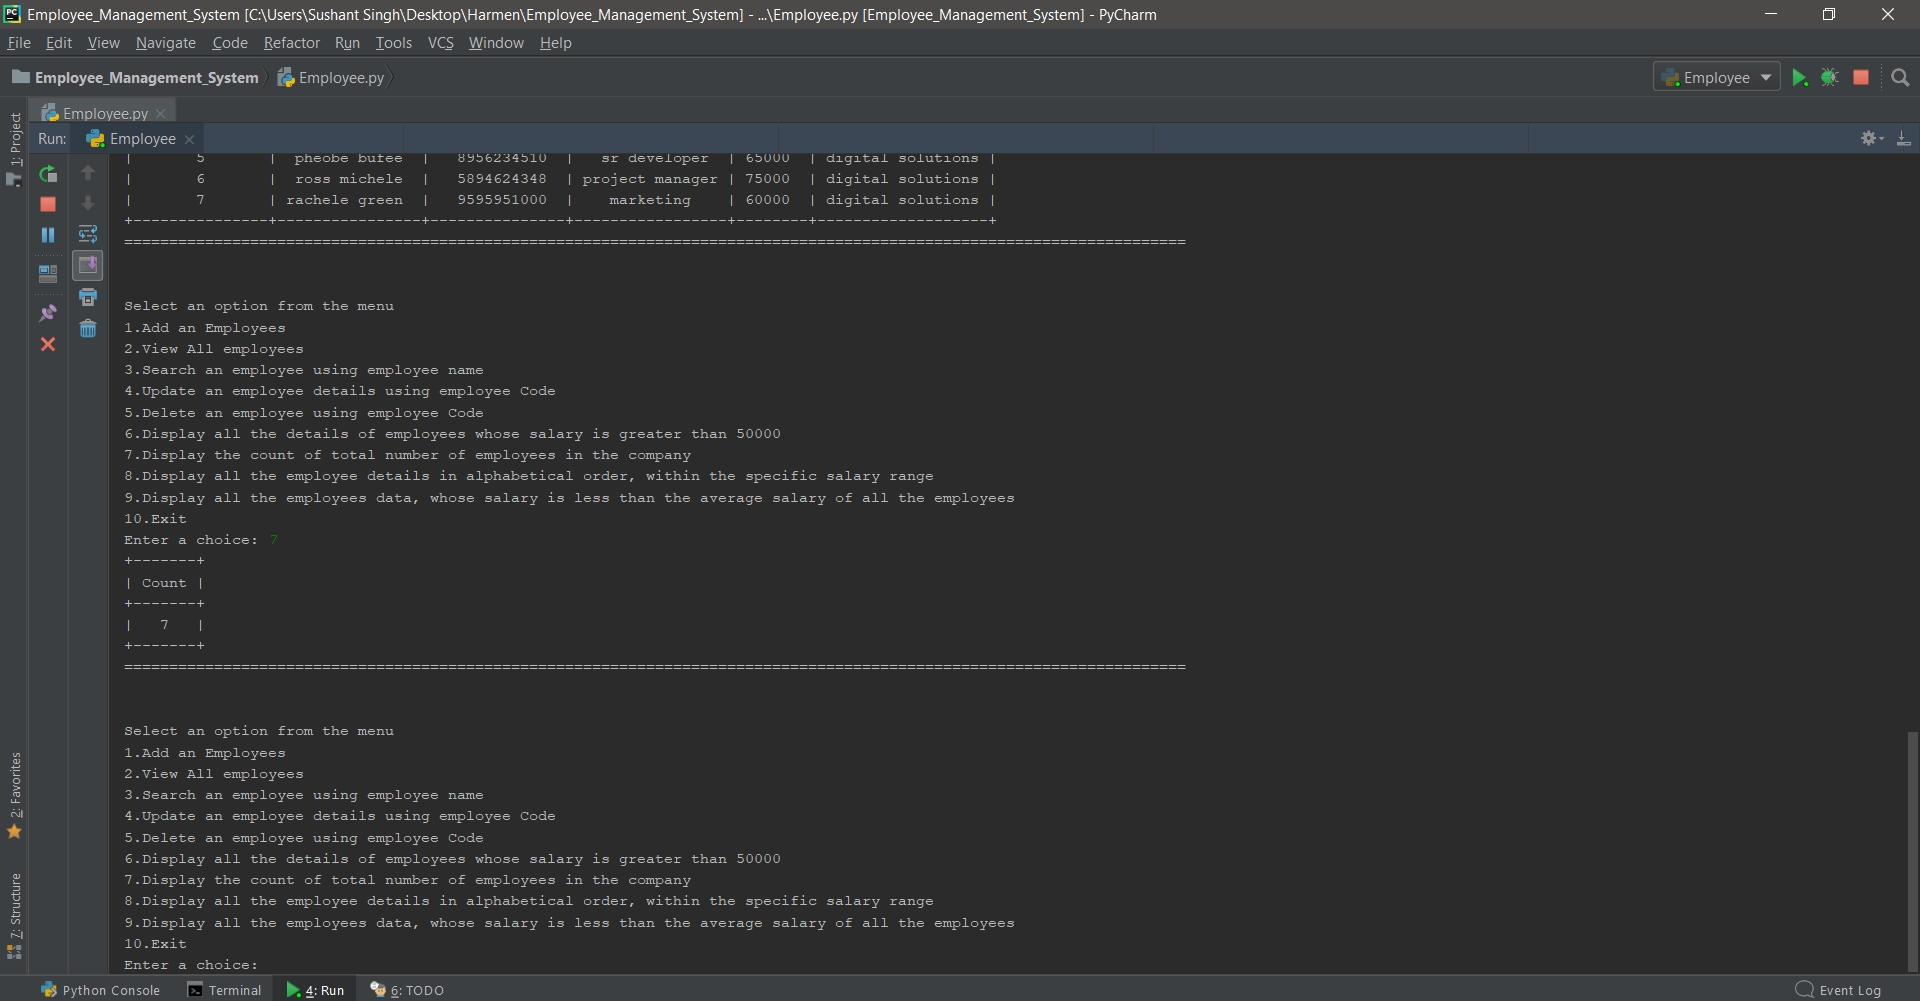 Employee_Management_System [C:\Users\Sushant Singh\Desktop\Harmen\Employee_Management_System] - ...\Employee.py [Employee_Management_System] - PyCharm
File Edit View Navigate Code Refactor Run Tools VCS Window Help
Employee_Management_System Employee.py Employee
Employee.py
Run: Employee
1: Project
2: Favorites
7: Structure
| 5 | pheobe bufee | 8956234510 | sr developer | 65000 | digital solutions |
| 6 | ross michele | 5894624348 | project manager | 75000 | digital solutions |
| 7 | rachele green | 9595951000 | marketing | 60000 | digital solutions |
+---------------+----------------+---------------+-----------------+--------+-------------------+
======================================================================================================================
Select an option from the menu
1.Add an Employees
2.View All employees
3.Search an employee using employee name
4.Update an employee details using employee Code
5.Delete an employee using employee Code
6.Display all the details of employees whose salary is greater than 50000
7.Display the count of total number of employees in the company
8.Display all the employee details in alphabetical order, within the specific salary range
9.Display all the employees data, whose salary is less than the average salary of all the employees
10.Exit
Enter a choice: 7
+-------+
| Count |
+-------+
| 7 |
+-------+
======================================================================================================================
Select an option from the menu
1.Add an Employees
2.View All employees
3.Search an employee using employee name
4.Update an employee details using employee Code
5.Delete an employee using employee Code
6.Display all the details of employees whose salary is greater than 50000
7.Display the count of total number of employees in the company
8.Display all the employee details in alphabetical order, within the specific salary range
9.Display all the employees data, whose salary is less than the average salary of all the employees
10.Exit
Enter a choice:
Python Console Terminal 4: Run 6: TODO Event Log